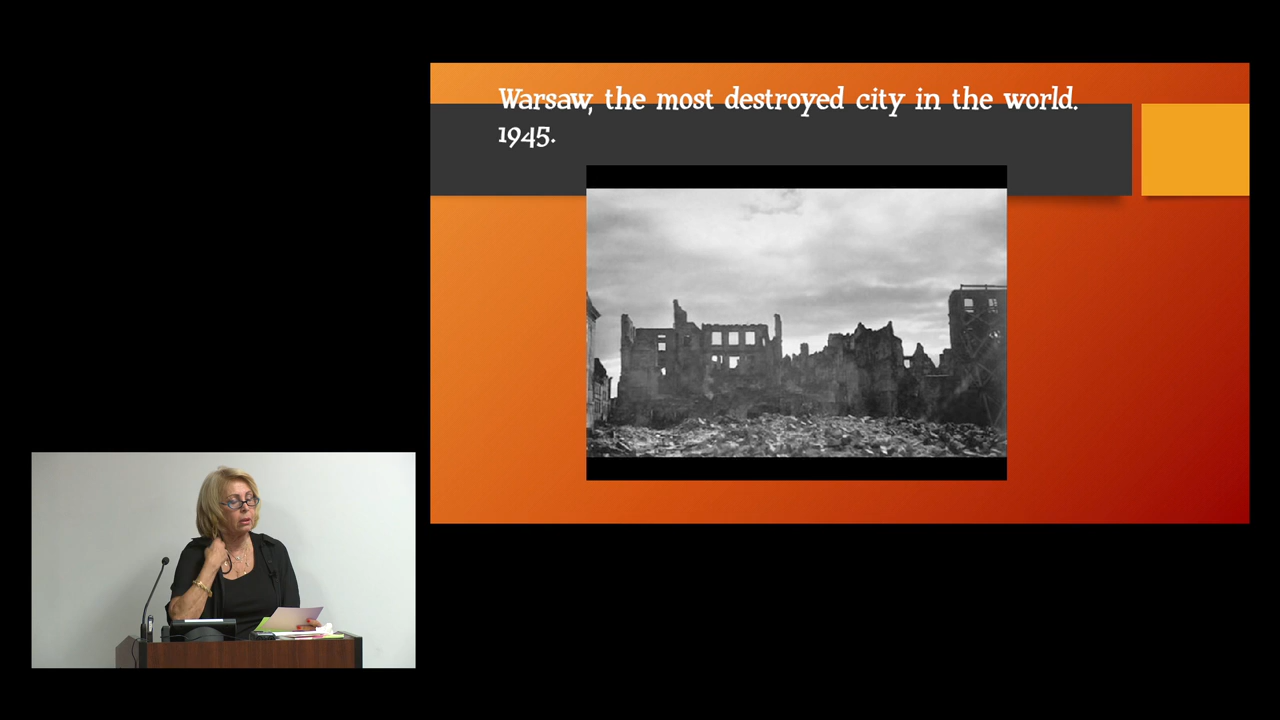 Warsaw, the most destroyed city in the world.
1945.